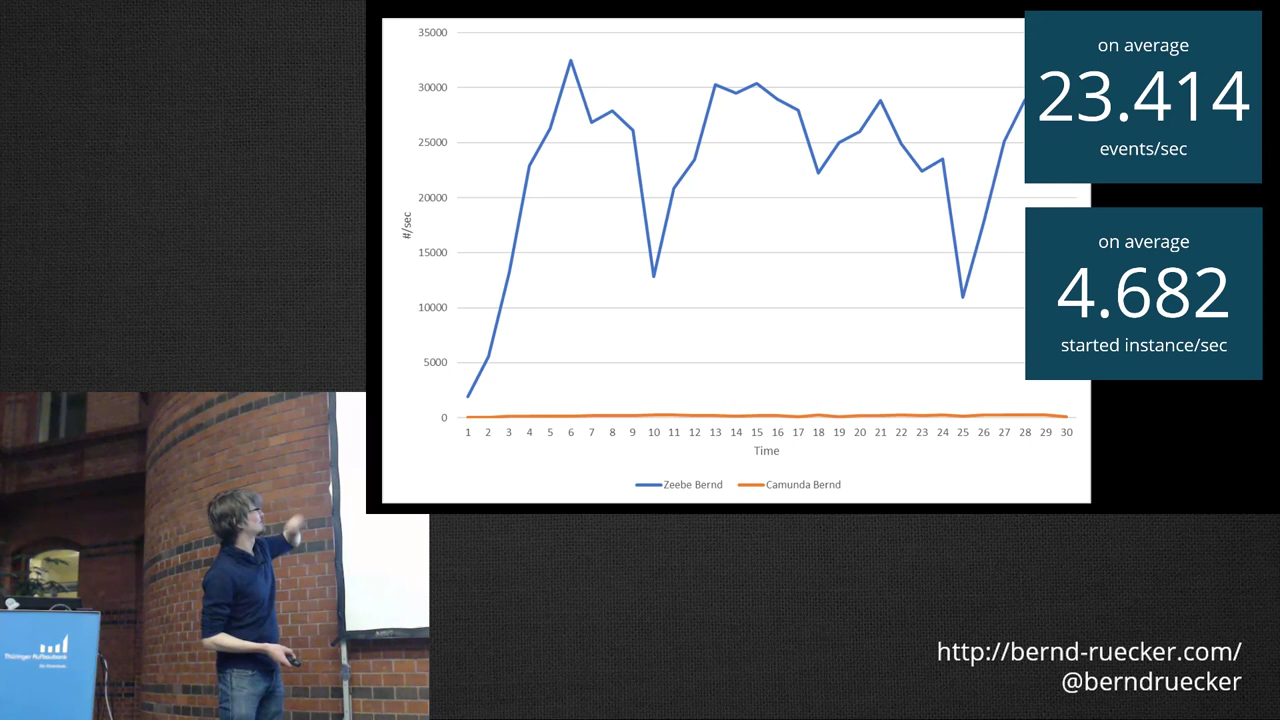 35000
30000
25000
20000
15000
10000
5000
0
#/sec
1 2 3 4 5 6 7 8 9 10 11 12 13 14 15 16 17 18 19 20 21 22 23 24 25 26 27 28 29 30
Time
Zeebe Bernd Camunda Bernd
on average
23.414
events/sec
on average
4.682
started instance/sec
Thüringer Aufbaubank
http://bernd-ruecker.com/
@berndruecker